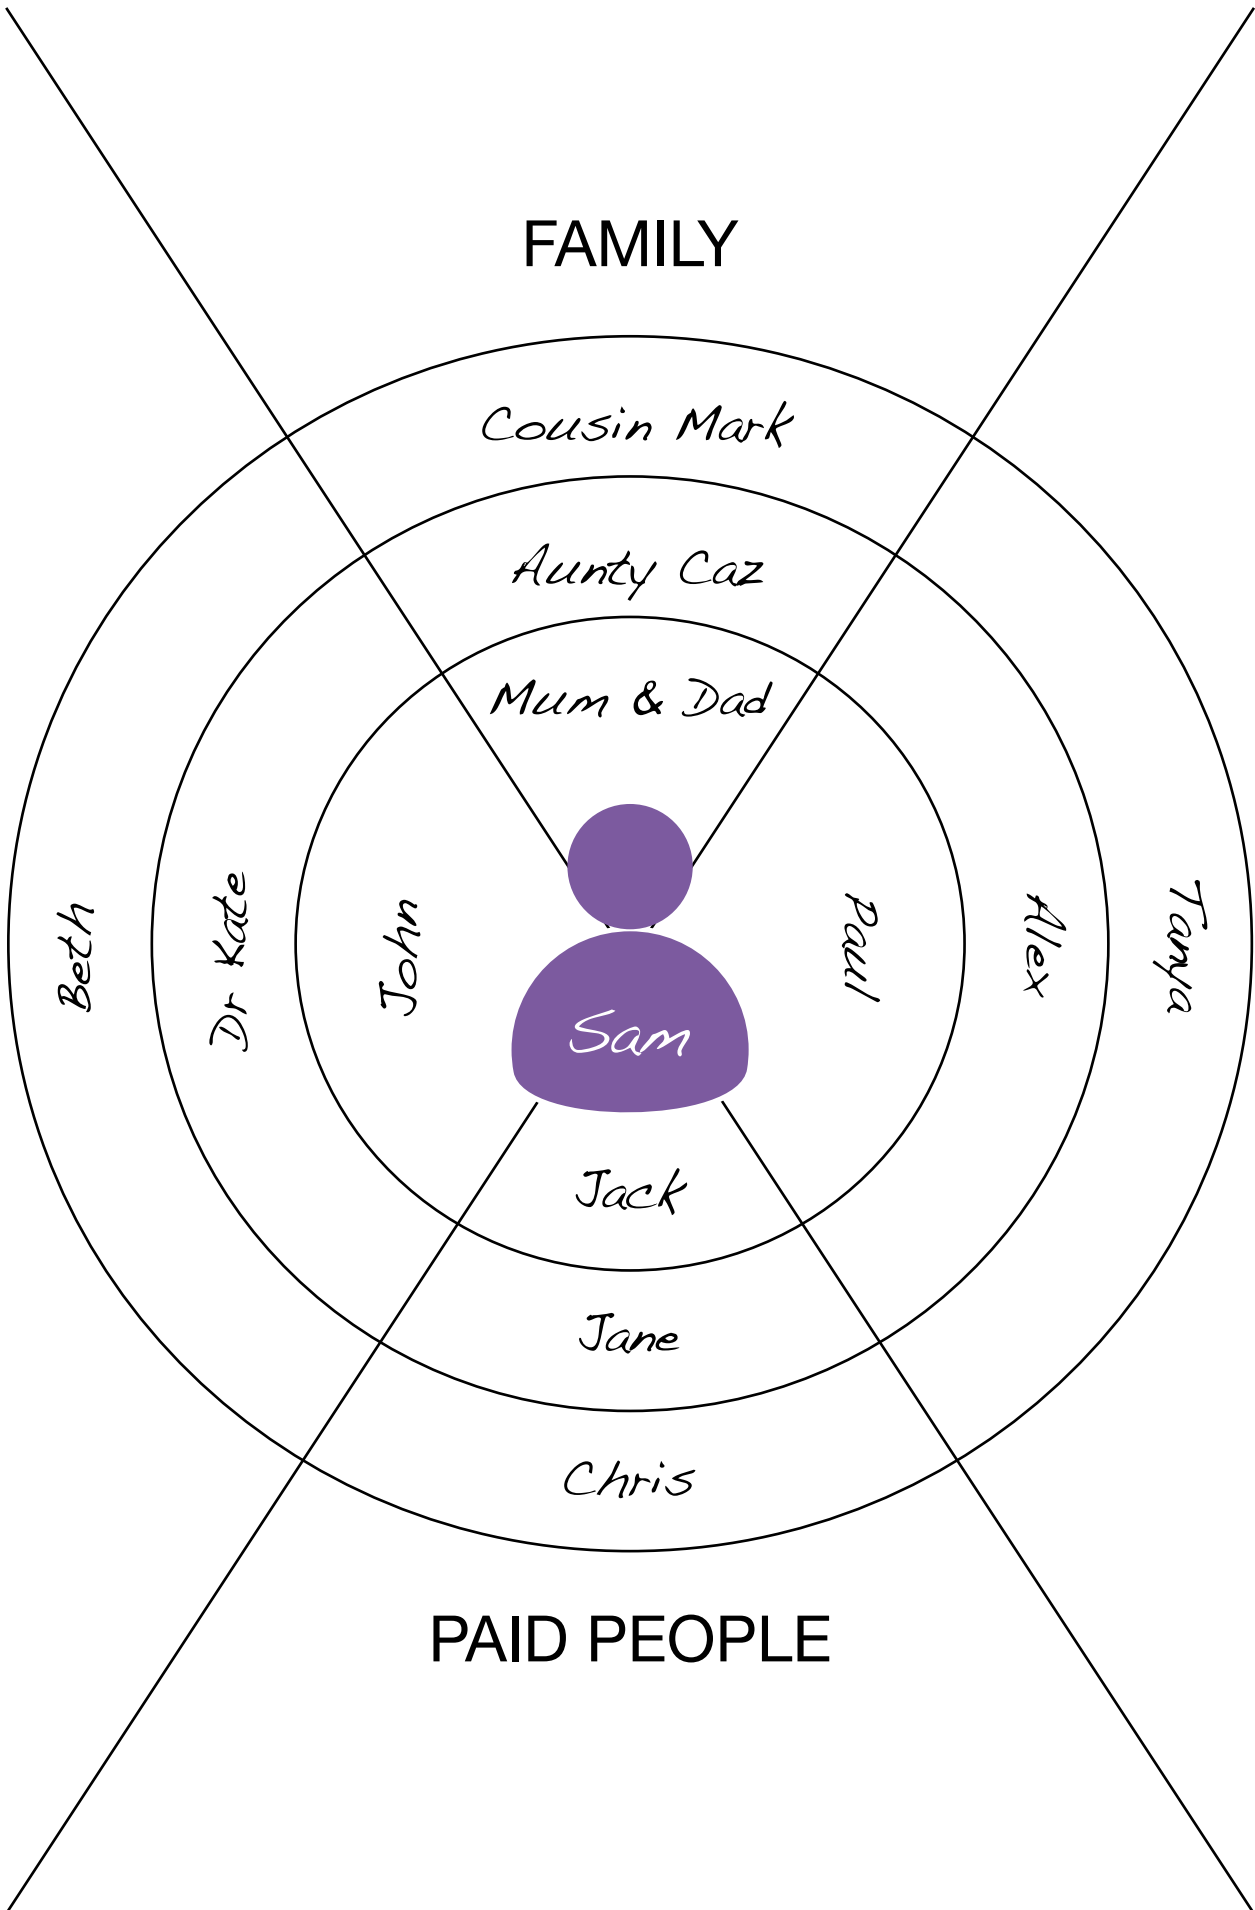 FAMILY
Cousin Mark
Aunty Caz
Mum & Dad
Beth
Dr Kate
John
Paul
Alex
Tanya
Sam
Jack
Jane
Chris
PAID PEOPLE